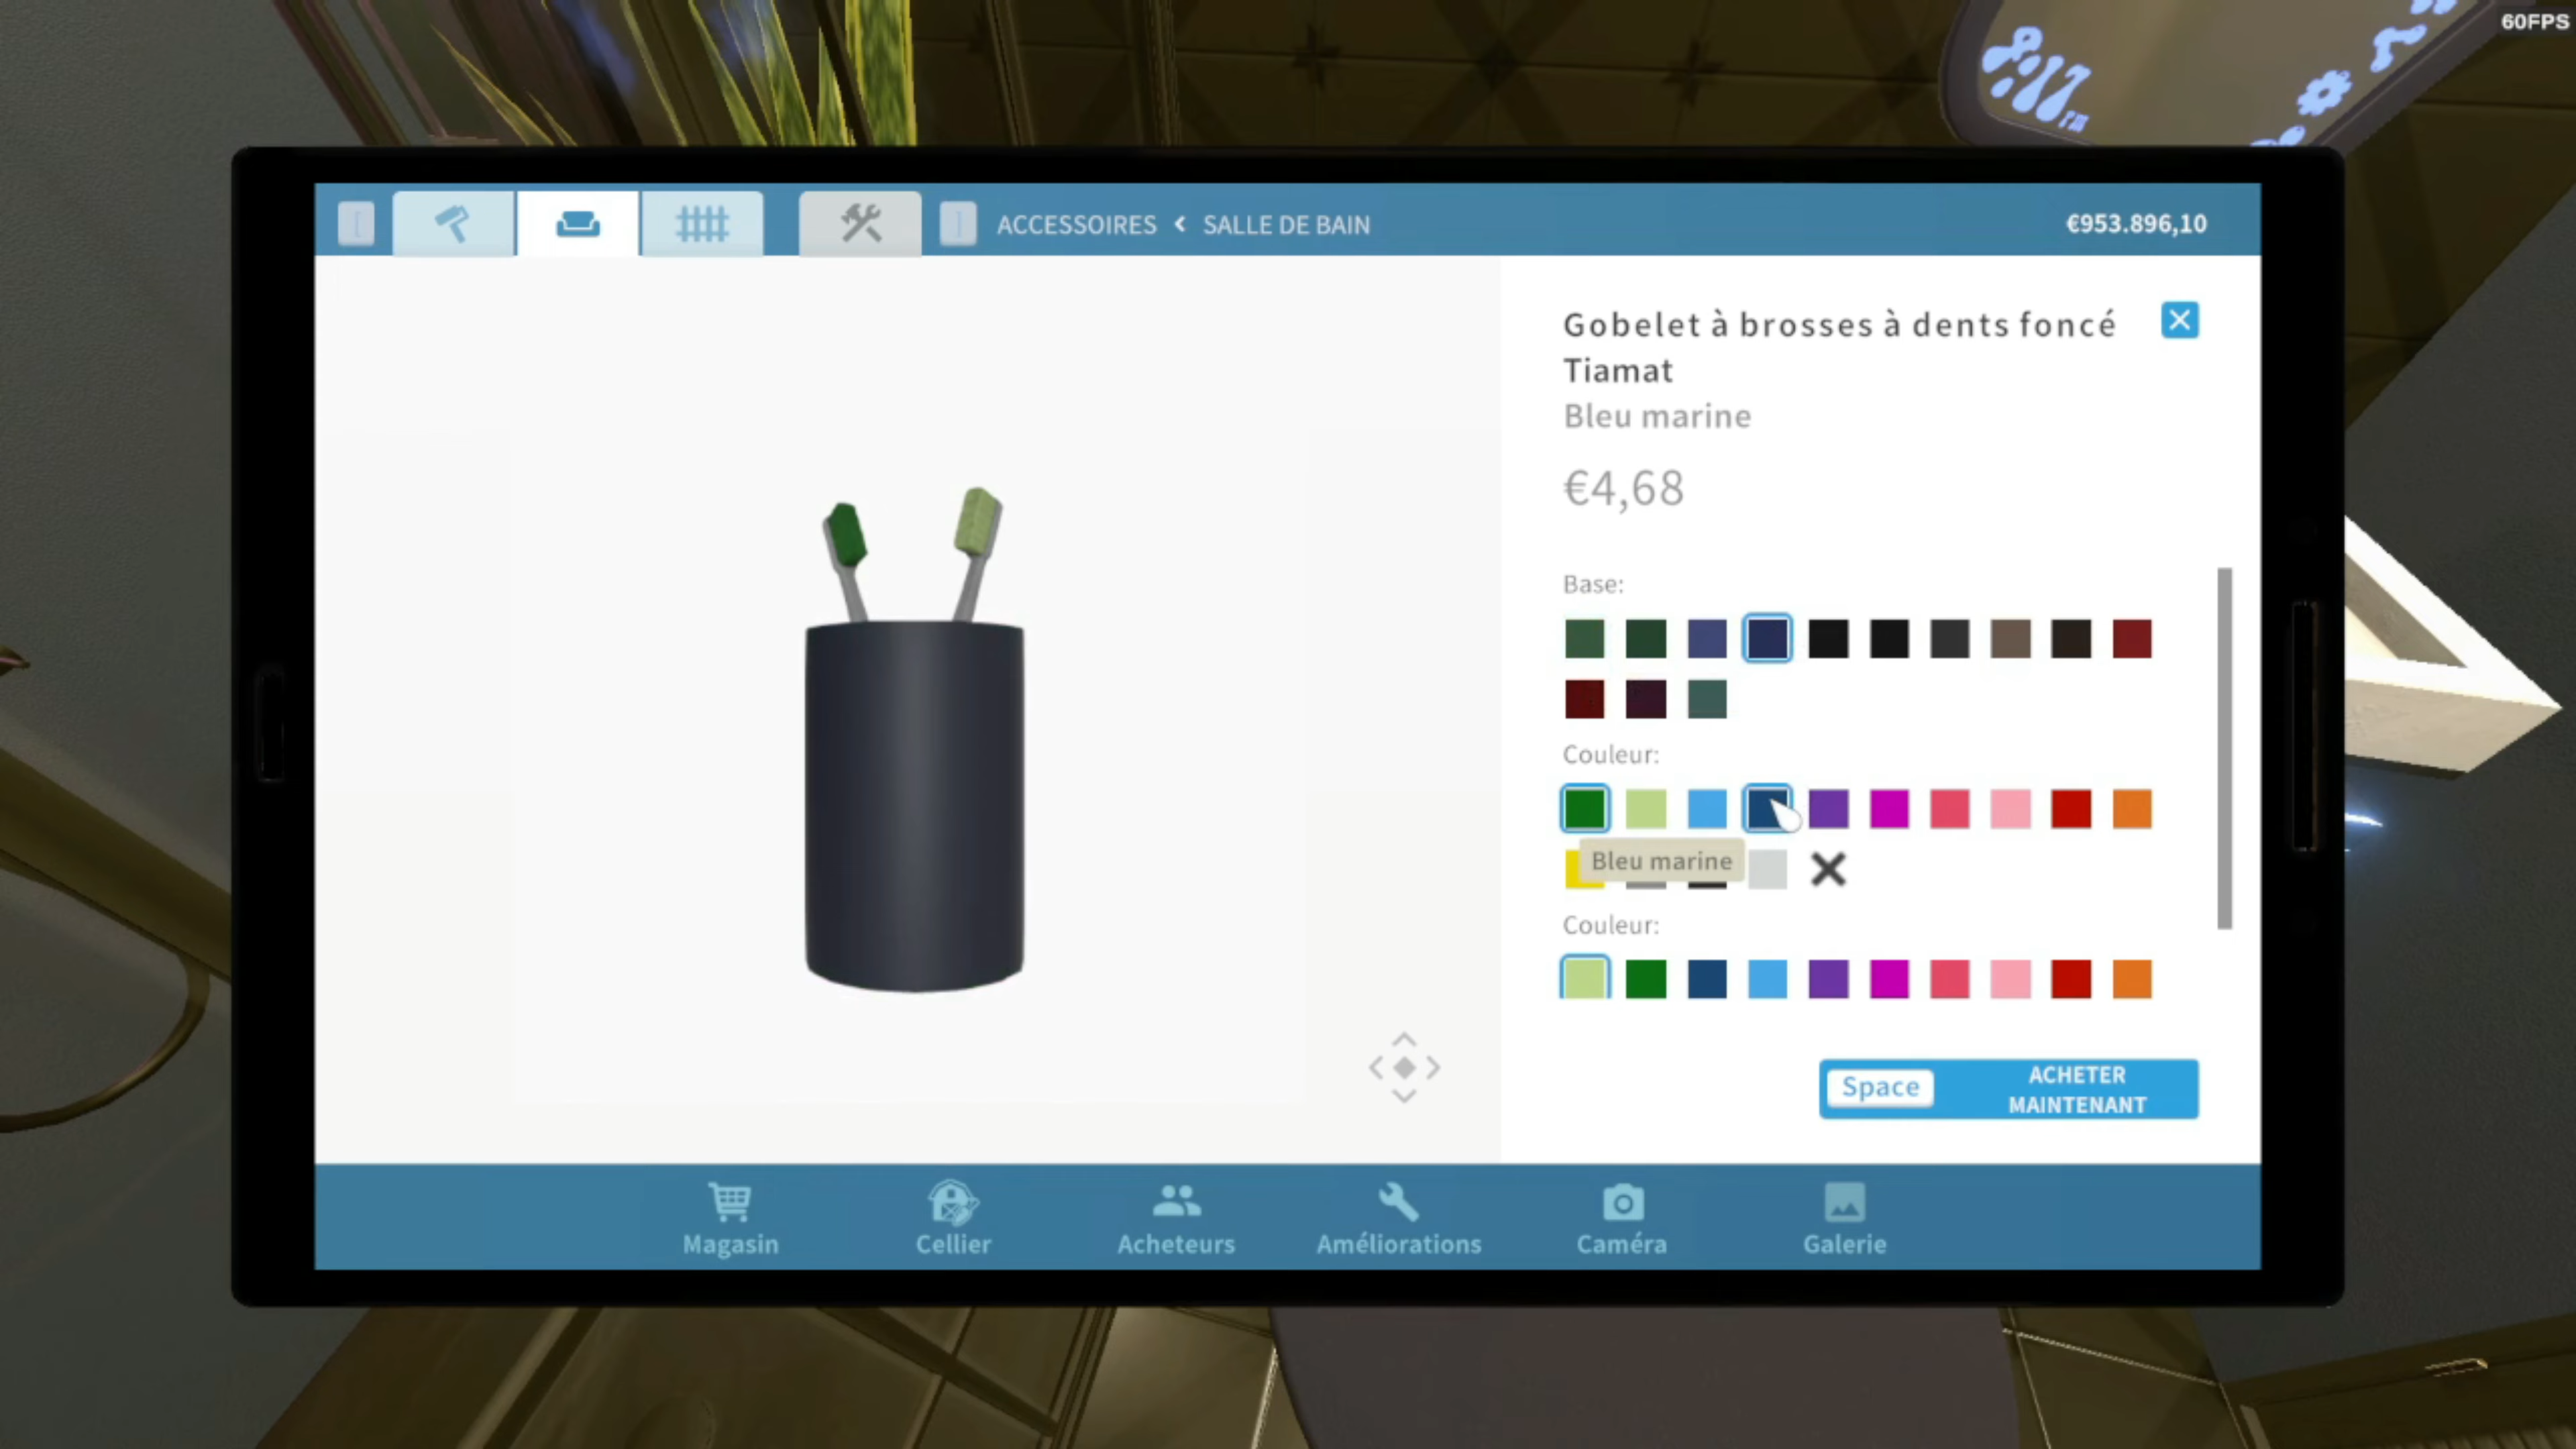 60FPS
ACCESSOIRES < SALLE DE BAIN
€953.896,10
Gobelet à brosses à dents foncé
Tiamat
Bleu marine
€4,68
Base:
Couleur:
Bleu marine
Couleur:
Space
ACHETER
MAINTENANT
Magasin
Cellier
Acheteurs
Améliorations
Caméra
Galerie